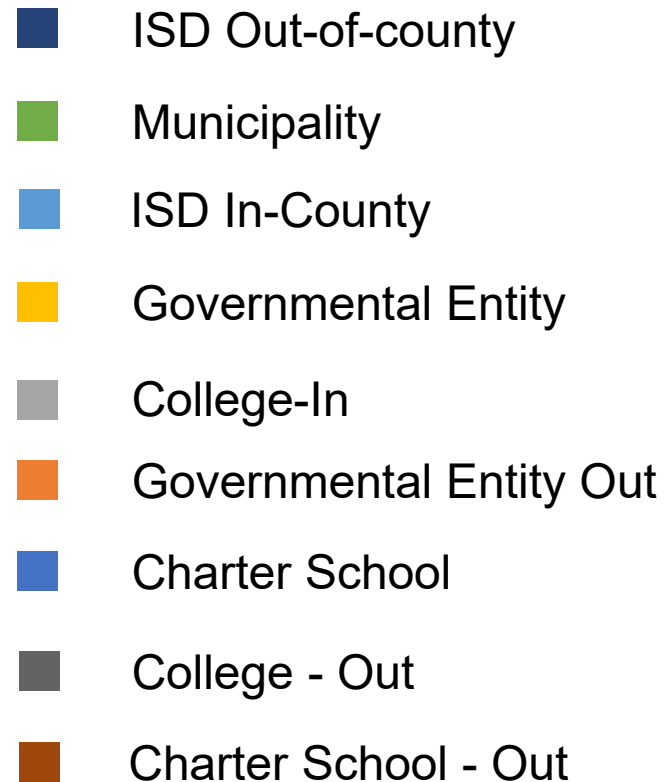 ISD Out-of-county
Municipality
ISD In-County
Governmental Entity
College-In
Governmental Entity Out
Charter School
College - Out
Charter School - Out